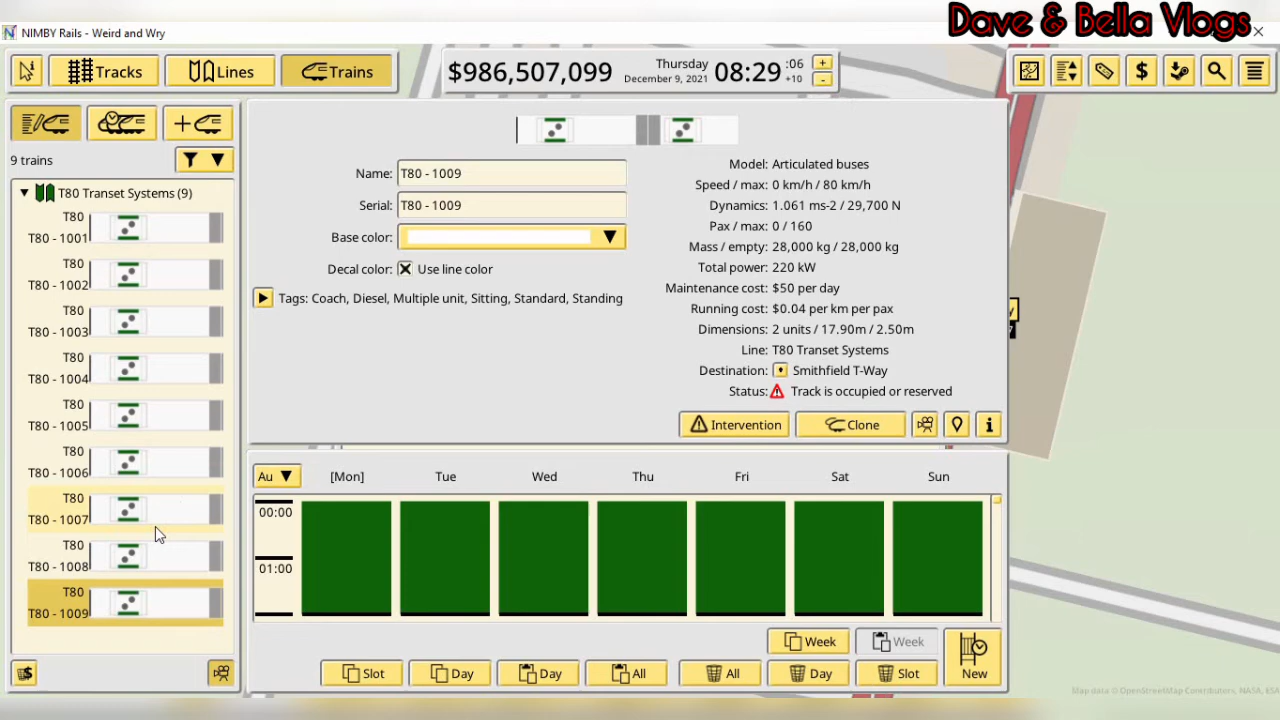 Dave & Bella Vlogs
NIMBY Rails - Weird and Wry
Tracks
Lines
Trains
$986,507,099
Thursday
December 9, 2021
08:29
:06
+10
+
-
$
9 trains
T80 Transet Systems (9)
T80
T80 - 1001
T80
T80 - 1002
T80
T80 - 1003
T80
T80 - 1004
T80
T80 - 1005
T80
T80 - 1006
T80
T80 - 1007
T80
T80 - 1008
T80
T80 - 1009
Name: T80 - 1009
Serial: T80 - 1009
Base color:
Decal color: Use line color
Tags: Coach, Diesel, Multiple unit, Sitting, Standard, Standing
Model: Articulated buses
Speed / max: 0 km/h / 80 km/h
Dynamics: 1.061 ms-2 / 29,700 N
Pax / max: 0 / 160
Mass / empty: 28,000 kg / 28,000 kg
Total power: 220 kW
Maintenance cost: $50 per day
Running cost: $0.04 per km per pax
Dimensions: 2 units / 17.90m / 2.50m
Line: T80 Transet Systems
Destination: Smithfield T-Way
Status: Track is occupied or reserved
Intervention
Clone
Au
[Mon] Tue Wed Thu Fri Sat Sun
00:00
01:00
Week
Week
Slot
Day
Day
All
All
Day
Slot
New
Map data © OpenStreetMap Contributors, NASA, ESA